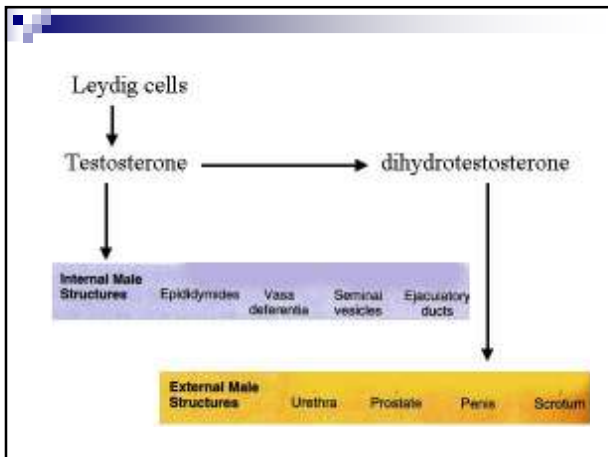 Leydig cells
Testosterone dihydrotestosterone
Internal Male
Structures Epididymides Vasa Seminal Ejaculatory
deferentia vesicles ducts
External Male
Structures Urethra Prostate Penis Scrotum